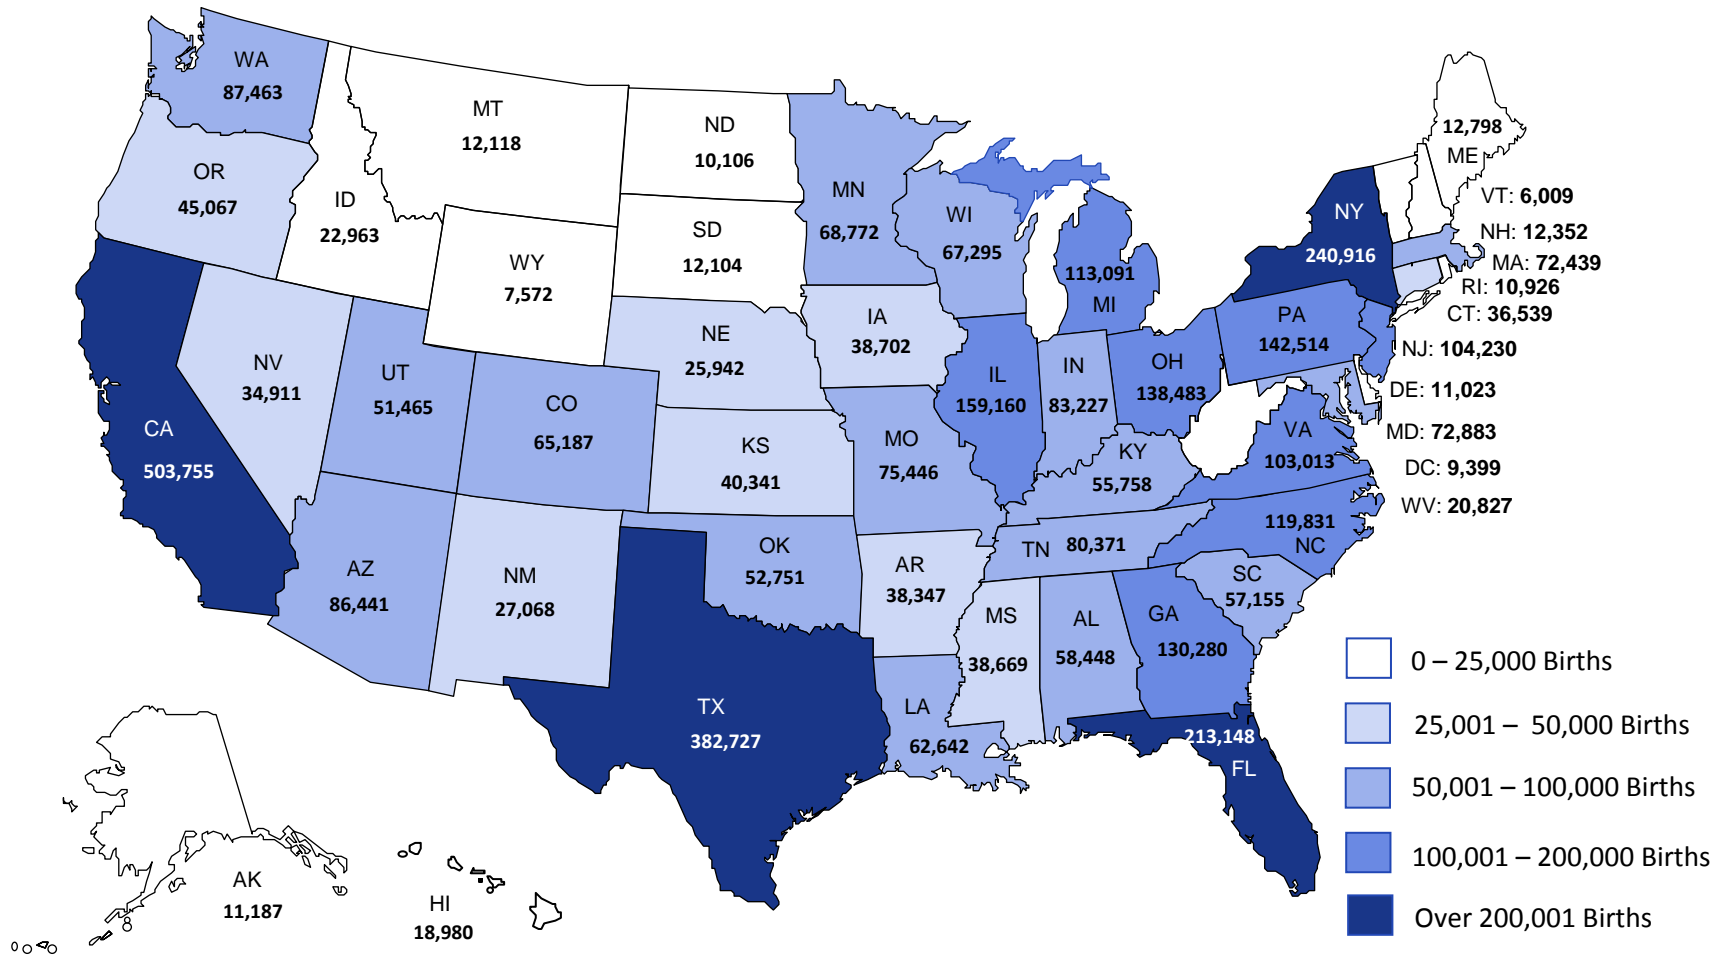 WA
87,463
MT
12,118
ND
10,106
12,798
ME
OR
45,067
ID
22,963
MN
68,772
SD
12,104
WI
67,295
NY
240,916
VT: 6,009
NH: 12,352
MA: 72,439
RI: 10,926
CT: 36,539
WY
7,572
113,091
MI
NE
25,942
IA
38,702
PA
142,514
NJ: 104,230
NV
34,911
UT
51,465
CO
65,187
IL
159,160
IN
83,227
OH
138,483
DE: 11,023
CA
503,755
KS
40,341
MO
75,446
KY
55,758
VA
103,013
MD: 72,883
DC: 9,399
WV: 20,827
AZ
86,441
NM
27,068
OK
52,751
AR
38,347
TN 80,371
119,831
NC
SC
57,155
MS
38,669
AL
58,448
GA
130,280
TX
382,727
LA
62,642
213,148
FL
AK
11,187
HI
18,980
0 – 25,000 Births
25,001 – 50,000 Births
50,001 – 100,000 Births
100,001 – 200,000 Births
Over 200,001 Births